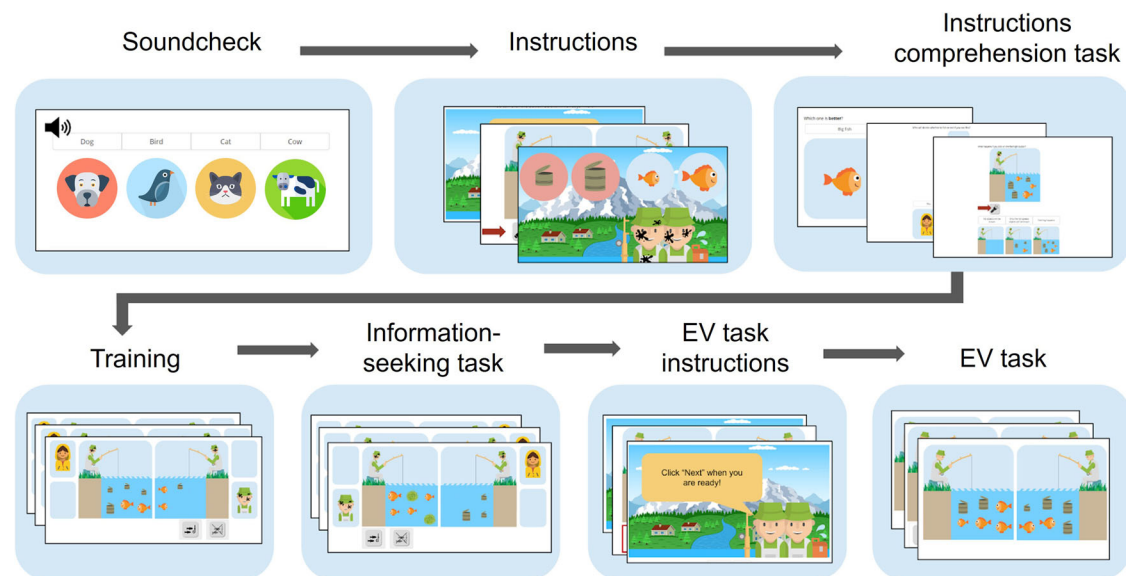 Soundcheck
Instructions
Instructions
comprehension task
Dog
Bird
Cat
Cow
Which one is better?
Big Fish
Training
Information-
seeking task
EV task
instructions
EV task
Click "Next" when you
are ready!